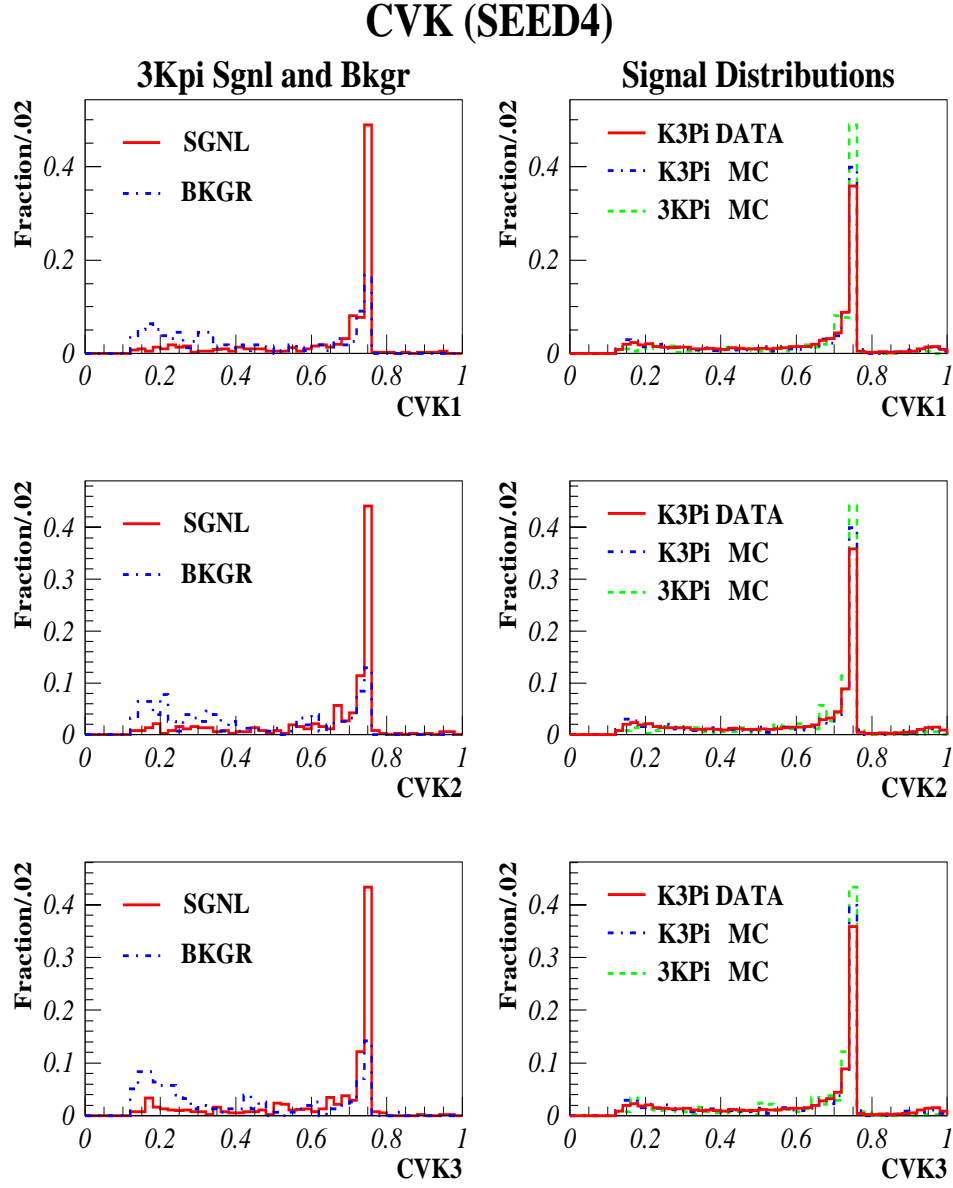 CVK (SEED4)
3Kpi Sgnl and Bkgr
Fraction/.02
SGNL
BKGR
0.4
0.2
0
0 0.2 0.4 0.6 0.8 1
CVK1
Signal Distributions
Fraction/.02
K3Pi DATA
K3Pi MC
3KPi MC
0.4
0.2
0
0 0.2 0.4 0.6 0.8 1
CVK1
Fraction/.02
SGNL
BKGR
0.4
0.3
0.2
0.1
0
0 0.2 0.4 0.6 0.8 1
CVK2
Fraction/.02
K3Pi DATA
K3Pi MC
3KPi MC
0.4
0.3
0.2
0.1
0
0 0.2 0.4 0.6 0.8 1
CVK2
Fraction/.02
SGNL
BKGR
0.4
0.3
0.2
0.1
0
0 0.2 0.4 0.6 0.8 1
CVK3
Fraction/.02
K3Pi DATA
K3Pi MC
3KPi MC
0.4
0.3
0.2
0.1
0
0 0.2 0.4 0.6 0.8 1
CVK3